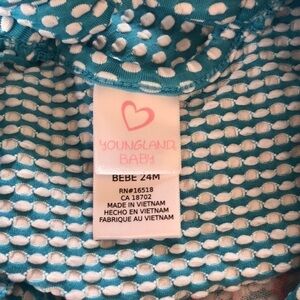 YOUNGLAND
BABY
BEBE 24M
RN#16518
CA 18702
MADE IN VIETNAM
HECHO EN VIETNAM
FABRIQUE AU VIETNAM